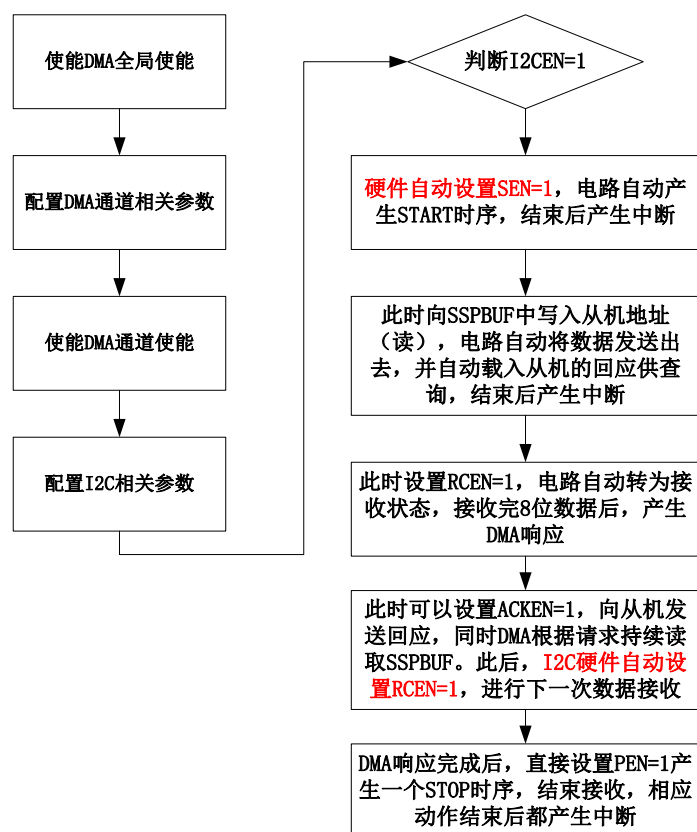 使能DMA全局使能
配置DMA通道相关参数
使能DMA通道使能
配置I2C相关参数
判断I2CEN=1
硬件自动设置SEN=1，电路自动产
生START时序，结束后产生中断
此时向SSPBUF中写入从机地址
（读），电路自动将数据发送出
去，并自动载入从机的回应供查
询，结束后产生中断
此时设置RCEN=1，电路自动转为接
收状态，接收完8位数据后，产生
DMA响应
此时可以设置ACKEN=1，向从机发
送回应，同时DMA根据请求持续读
取SSPBUF。此后，I2C硬件自动设
置RCEN=1，进行下一次数据接收
DMA响应完成后，直接设置PEN=1产
生一个STOP时序，结束接收，相应
动作结束后都产生中断